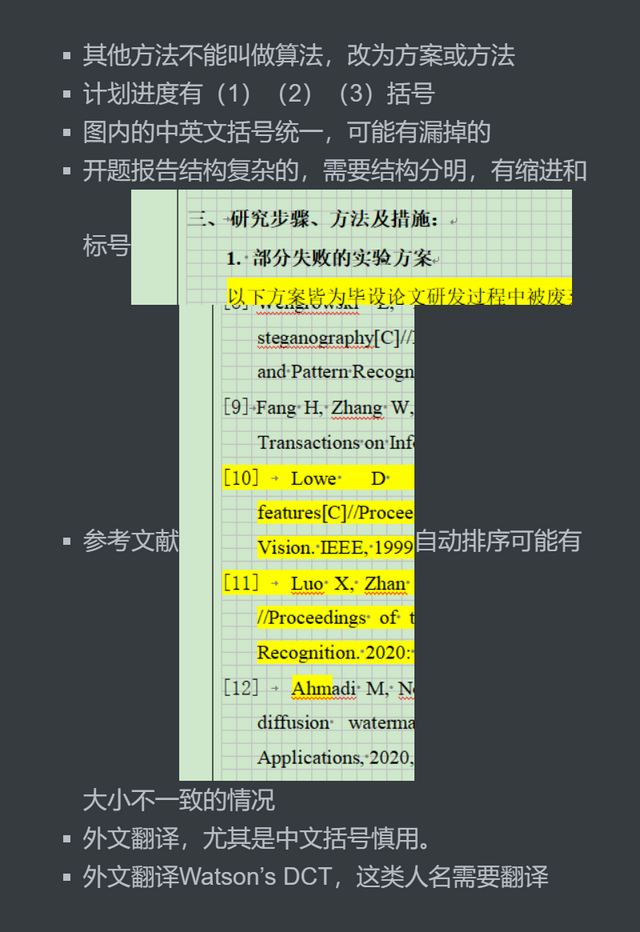 其他方法不能叫做算法，改为方案或方法
计划进度有（1）（2）（3）括号
图内的中英文括号统一，可能有漏掉的
开题报告结构复杂的，需要结构分明，有缩进和
标号
三、研究步骤、方法及措施：
1. 部分失败的实验方案
以下方案皆为毕设论文研发过程中被废
steganography[C]//
and Pattern Recogn
[9] Fang H, Zhang W,
Transactions on Inf
[10] Lowe D
features[C]//Procee
Vision. IEEE, 1999
[11] Luo X, Zhan
//Proceedings of t
Recognition. 2020:
[12] Ahmadi M, N
diffusion waterma
Applications, 2020,
参考文献
自动排序可能有
大小不一致的情况
外文翻译，尤其是中文括号慎用。
外文翻译Watson's DCT，这类人名需要翻译